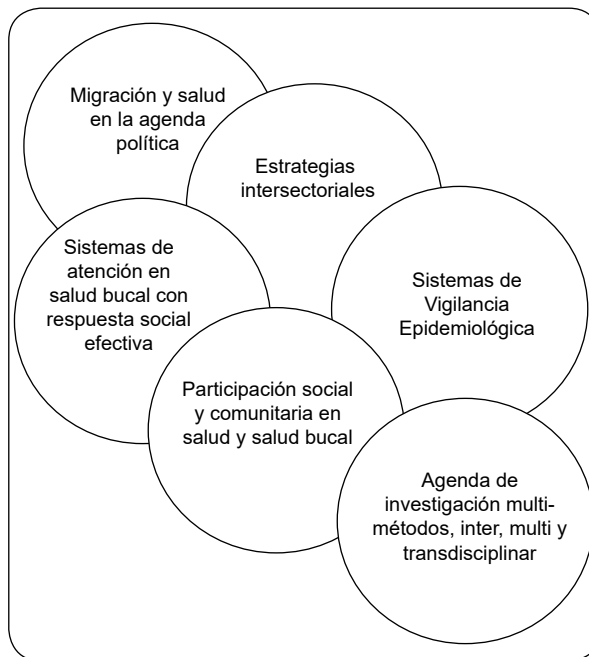 Migración y salud
en la agenda
política
Estrategias
intersectoriales
Sistemas de
atención en
salud bucal con
respuesta social
efectiva
Sistemas de
Vigilancia
Epidemiológica
Participación social
y comunitaria en
salud y salud bucal
Agenda de
investigación multi-
métodos, inter, multi y
transdisciplinar